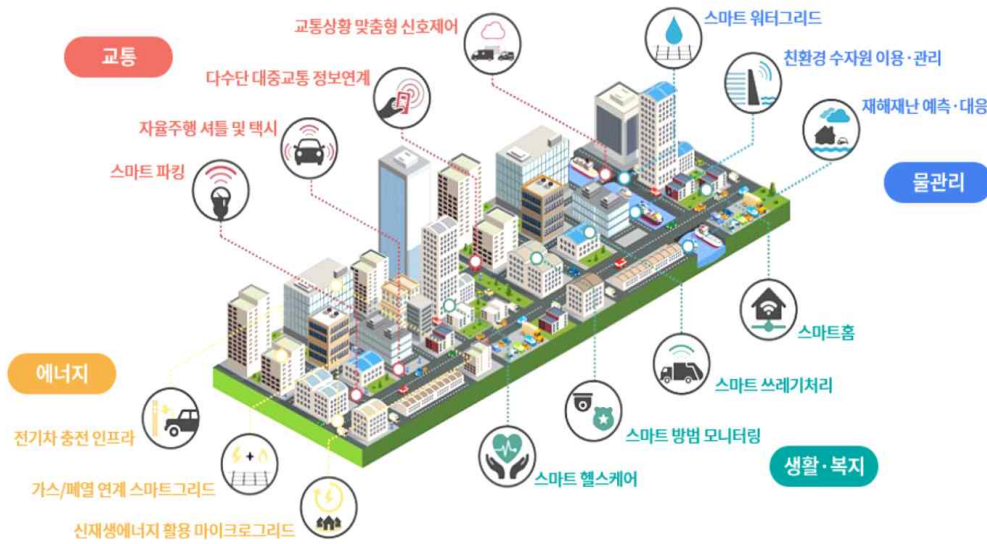 교통
교통상황 맞춤형 신호제어
다수단 대중교통 정보연계
자율주행 셔틀 및 택시
스마트 파킹
스마트 워터그리드
친환경 수자원 이용·관리
재해재난 예측·대응
물관리
에너지
전기차 충전 인프라
가스/폐열 연계 스마트그리드
신재생에너지 활용 마이크로그리드
스마트홈
스마트 쓰레기처리
스마트 방범 모니터링
스마트 헬스케어
생활·복지